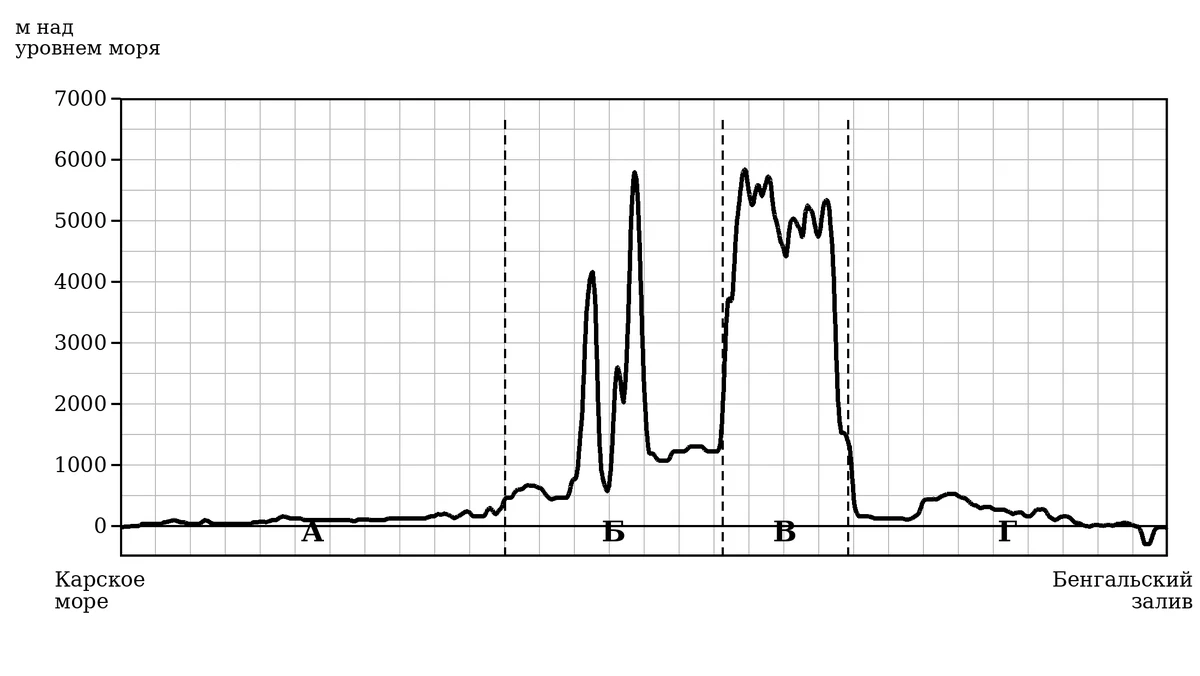 м над
уровнем моря
7000
6000
5000
4000
3000
2000
1000
0
А Б В Г
Карское
море
Бенгальский
залив